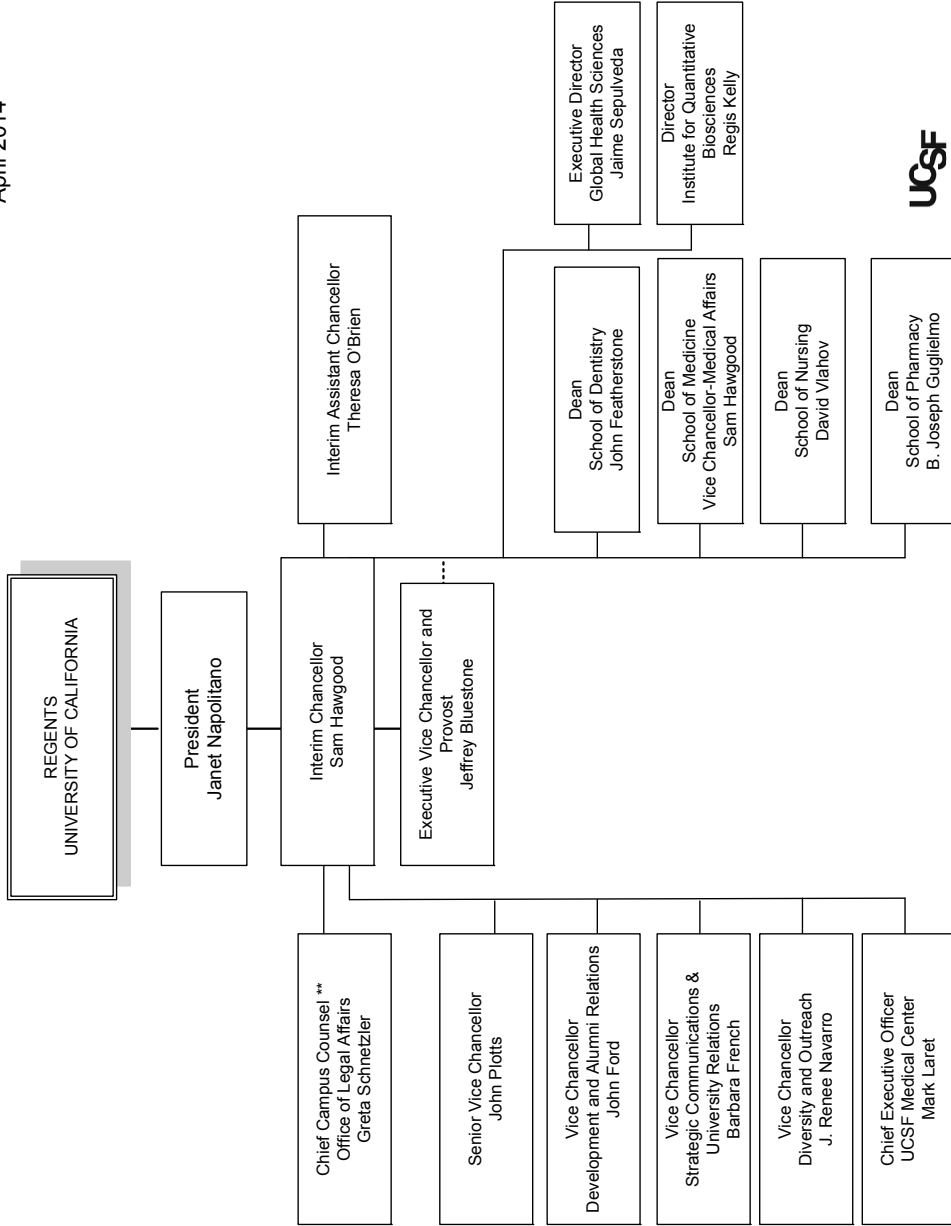 April 2014
REGENTS
UNIVERSITY OF CALIFORNIA
President
Janet Napolitano
Interim Chancellor
Sam Hawgood
Chief Campus Counsel **
Office of Legal Affairs
Greta Schnetzler
Interim Assistant Chancellor
Theresa O'Brien
Executive Vice Chancellor and
Provost
Jeffrey Bluestone
Senior Vice Chancellor
John Plotts
Vice Chancellor
Development and Alumni Relations
John Ford
Vice Chancellor
Strategic Communications &
University Relations
Barbara French
Vice Chancellor
Diversity and Outreach
J. Renee Navarro
Chief Executive Officer
UCSF Medical Center
Mark Laret
Dean
School of Dentistry
John Featherstone
Dean
School of Medicine
Vice Chancellor-Medical Affairs
Sam Hawgood
Dean
School of Nursing
David Vlahov
Dean
School of Pharmacy
B. Joseph Guglielmo
Executive Director
Global Health Sciences
Jaime Sepulveda
Director
Institute for Quantitative
Biosciences
Regis Kelly
UCSF